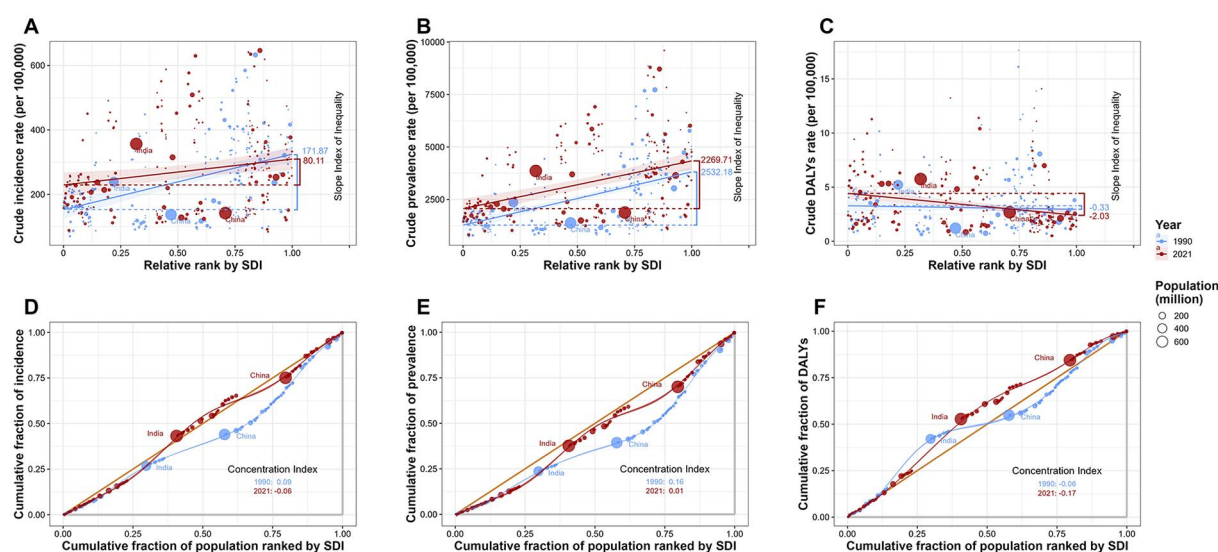 A
B
C
Crude incidence rate (per 100,000)
600
400
200
India
India
China
China
171.87
80.11
Slope Index of Inequality
0
0.25
0.50
0.75
1.00
Relative rank by SDI
Crude prevalence rate (per 100,000)
10000
7500
5000
2500
India
India
China
China
2269.71
2532.18
Slope Index of Inequality
0.00
0.25
0.50
0.75
1.00
Relative rank by SDI
Crude DALYs rate (per 100,000)
15
10
5
0
India
India
China
China
-0.33
-2.03
Slope Index of Inequality
0
0.25
0.50
0.75
1.00
Relative rank by SDI
Year
a 1990
a 2021
Population
(million)
200
400
600
D
E
F
Cumulative fraction of incidence
1.00
0.75
0.50
0.25
0.00
India
India
China
China
Concentration Index
1990: 0.09
2021: -0.06
0.00
0.25
0.50
0.75
1.00
Cumulative fraction of population ranked by SDI
Cumulative fraction of prevalence
1.00
0.75
0.50
0.25
0.00
India
India
China
China
Concentration Index
1990: 0.16
2021: 0.01
0.00
0.25
0.50
0.75
1.00
Cumulative fraction of population ranked by SDI
Cumulative fraction of DALYs
1.00
0.75
0.50
0.25
0.00
India
India
China
China
Concentration Index
1990: -0.06
2021: -0.17
0.00
0.25
0.50
0.75
1.00
Cumulative fraction of population ranked by SDI